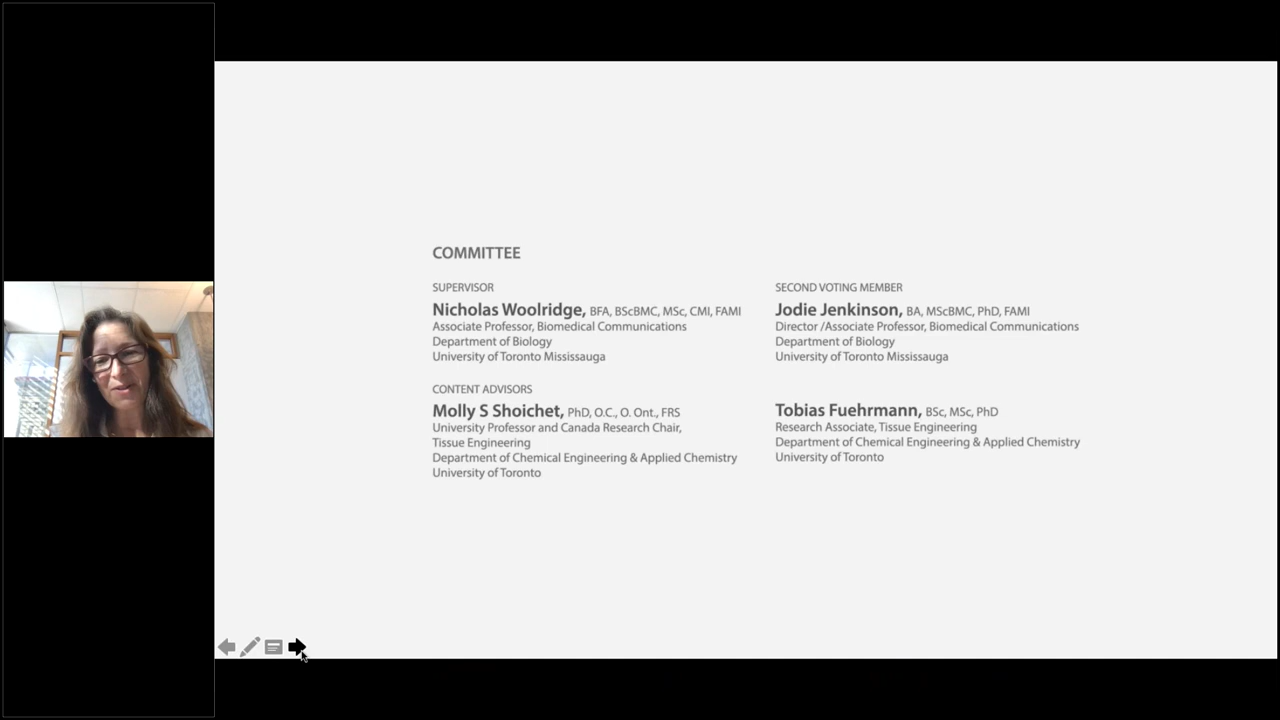 COMMITTEE
SUPERVISOR
Nicholas Woolridge, BFA, BScBMC, MSc, CMI, FAMI
Associate Professor, Biomedical Communications
Department of Biology
University of Toronto Mississauga
SECOND VOTING MEMBER
Jodie Jenkinson, BA, MScBMC, PhD, FAMI
Director /Associate Professor, Biomedical Communications
Department of Biology
University of Toronto Mississauga
CONTENT ADVISORS
Molly S Shoichet, PhD, O.C., O. Ont., FRS
University Professor and Canada Research Chair,
Tissue Engineering
Department of Chemical Engineering & Applied Chemistry
University of Toronto
Tobias Fuehrmann, BSc, MSc, PhD
Research Associate, Tissue Engineering
Department of Chemical Engineering & Applied Chemistry
University of Toronto